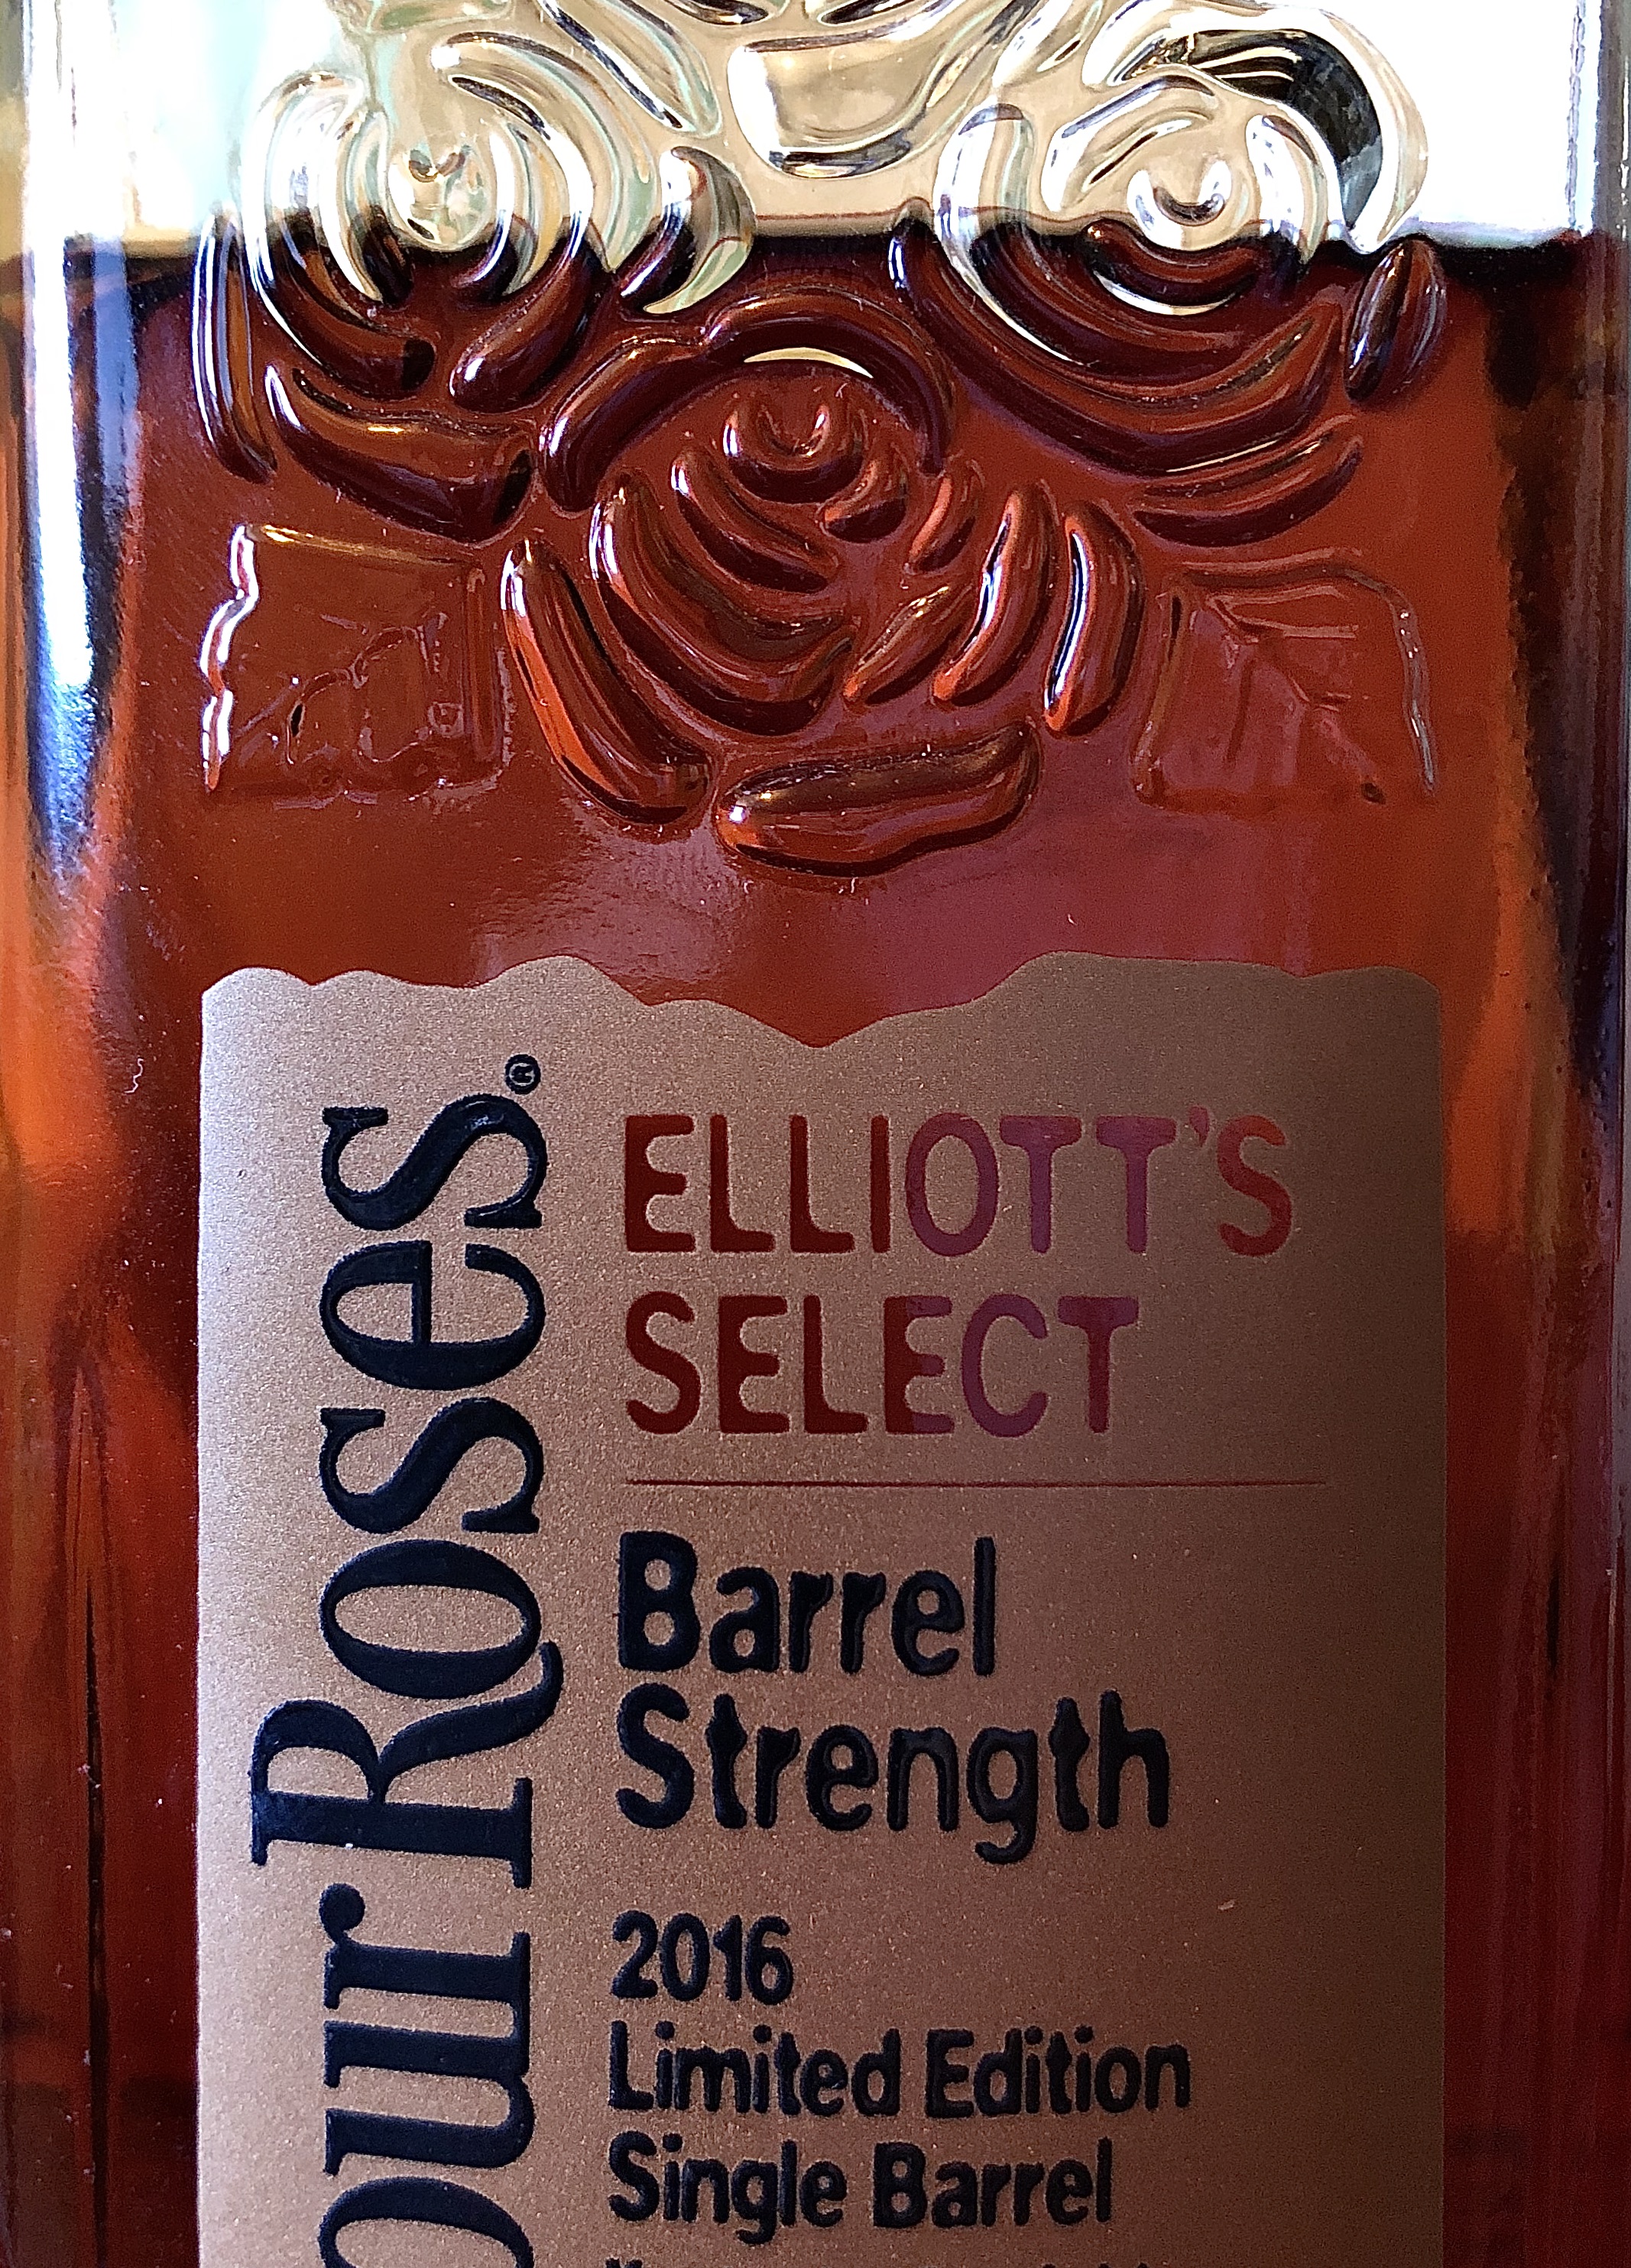 our Roses®
ELLIOTT'S
SELECT
Barrel
Strength
2016
Limited Edition
Single Barrel